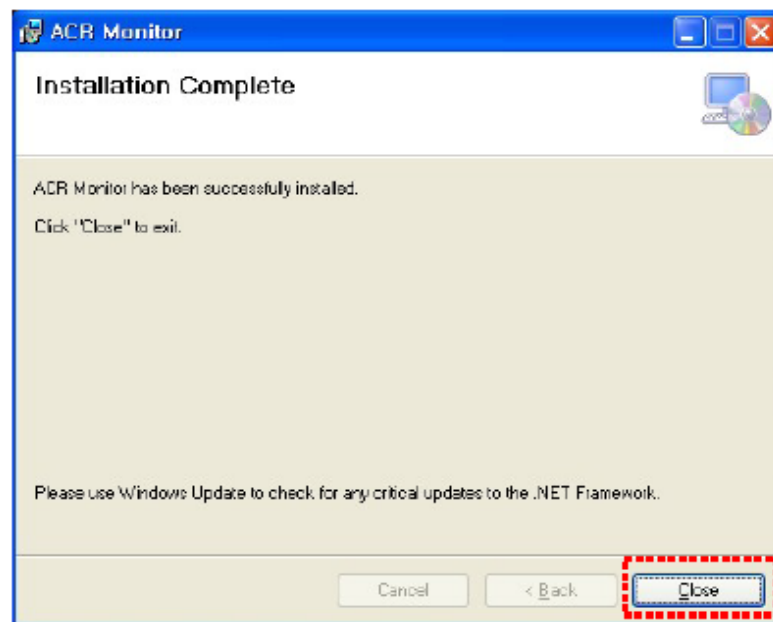 ACR Monitor
Installation Complete
ACR Monitor has been successfully installed.
Click "Close" to exit.
Please use Windows Update to check for any critical updates to the .NET Framework.
Cancel
< Back
Close